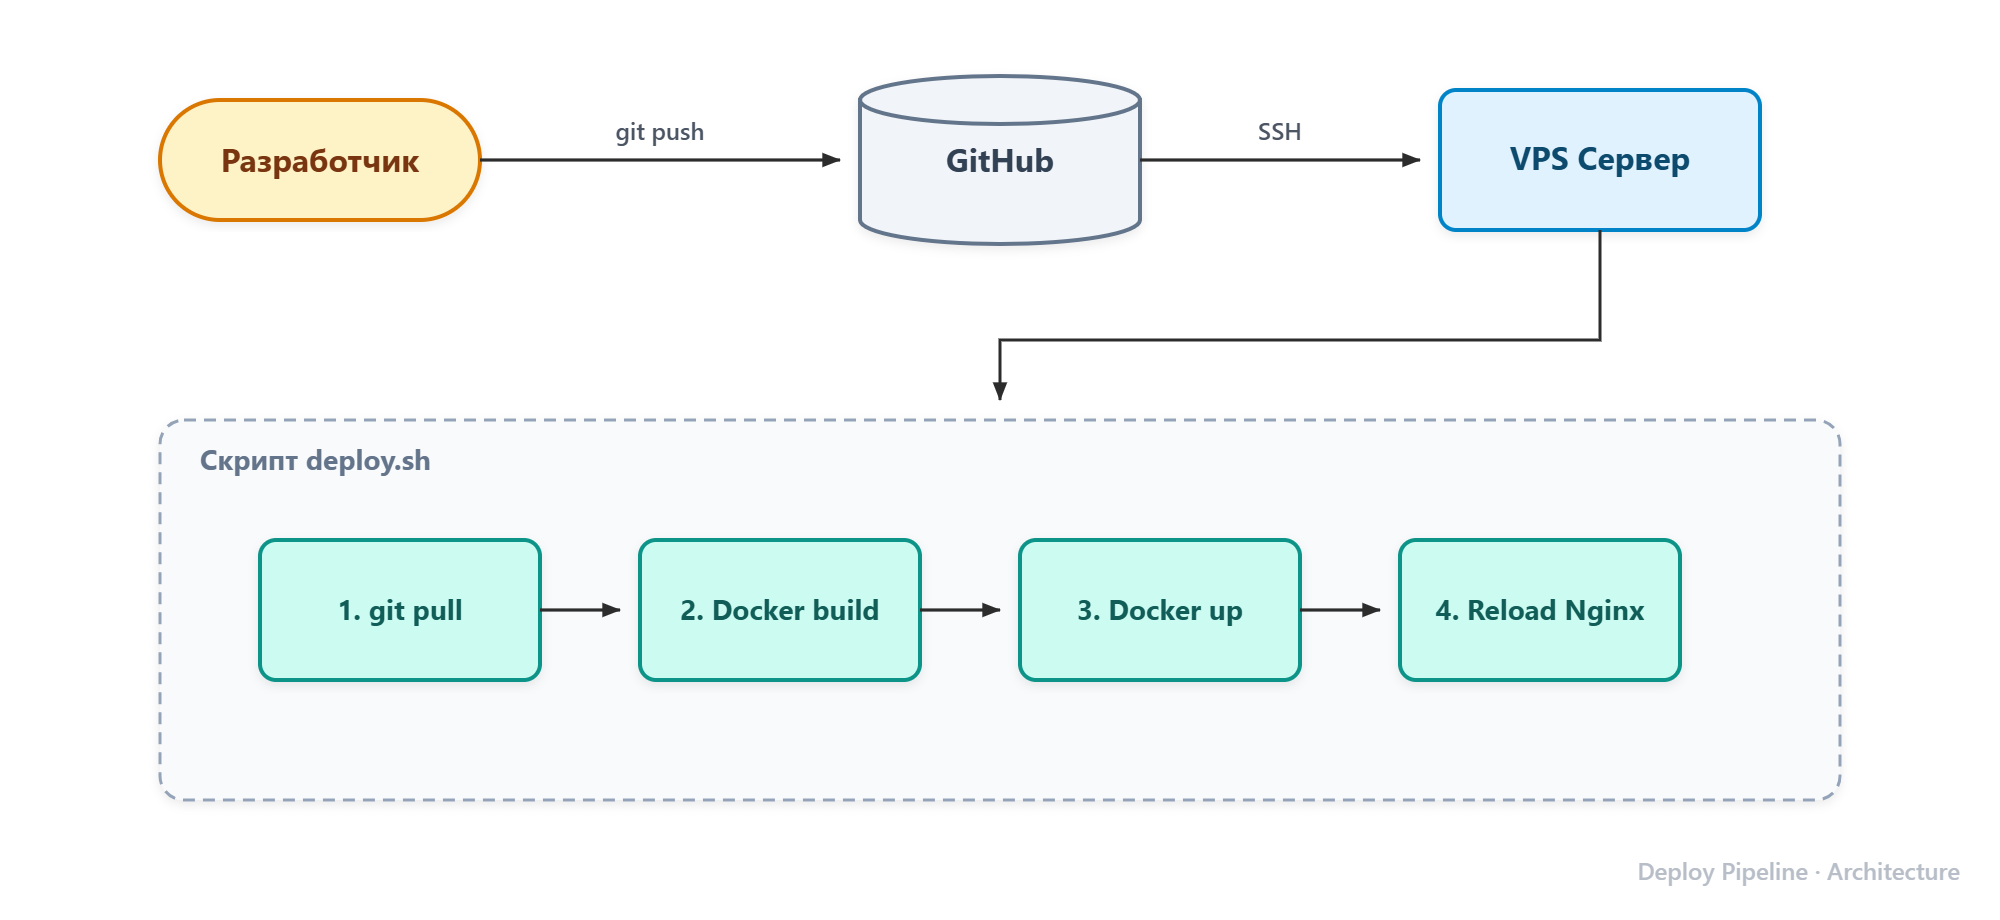 Разработчик
git push
GitHub
SSH
VPS Сервер
Скрипт deploy.sh
1. git pull
2. Docker build
3. Docker up
4. Reload Nginx
Deploy Pipeline · Architecture